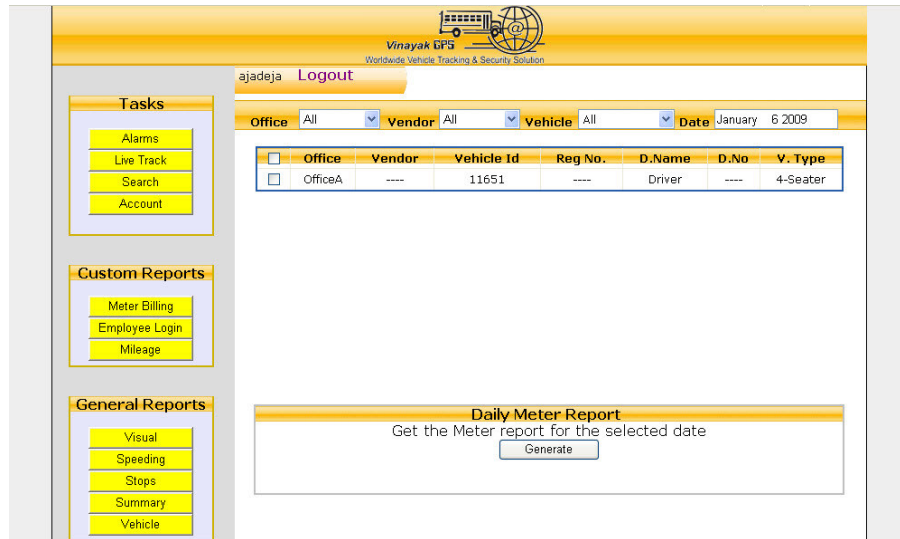 @
Vinayak GPS
Worldwide Vehicle Tracking & Security Solution
ajadeja Logout
Tasks
Alarms
Live Track
Search
Account
Custom Reports
Meter Billing
Employee Login
Mileage
General Reports
Visual
Speeding
Stops
Summary
Vehicle
Office All Vendor All Vehicle All Date January 6 2009
Office Vendor Vehicle Id Reg No. D.Name D.No V. Type
OfficeA ---- 11651 ---- Driver ---- 4-Seater
Daily Meter Report
Get the Meter report for the selected date
Generate